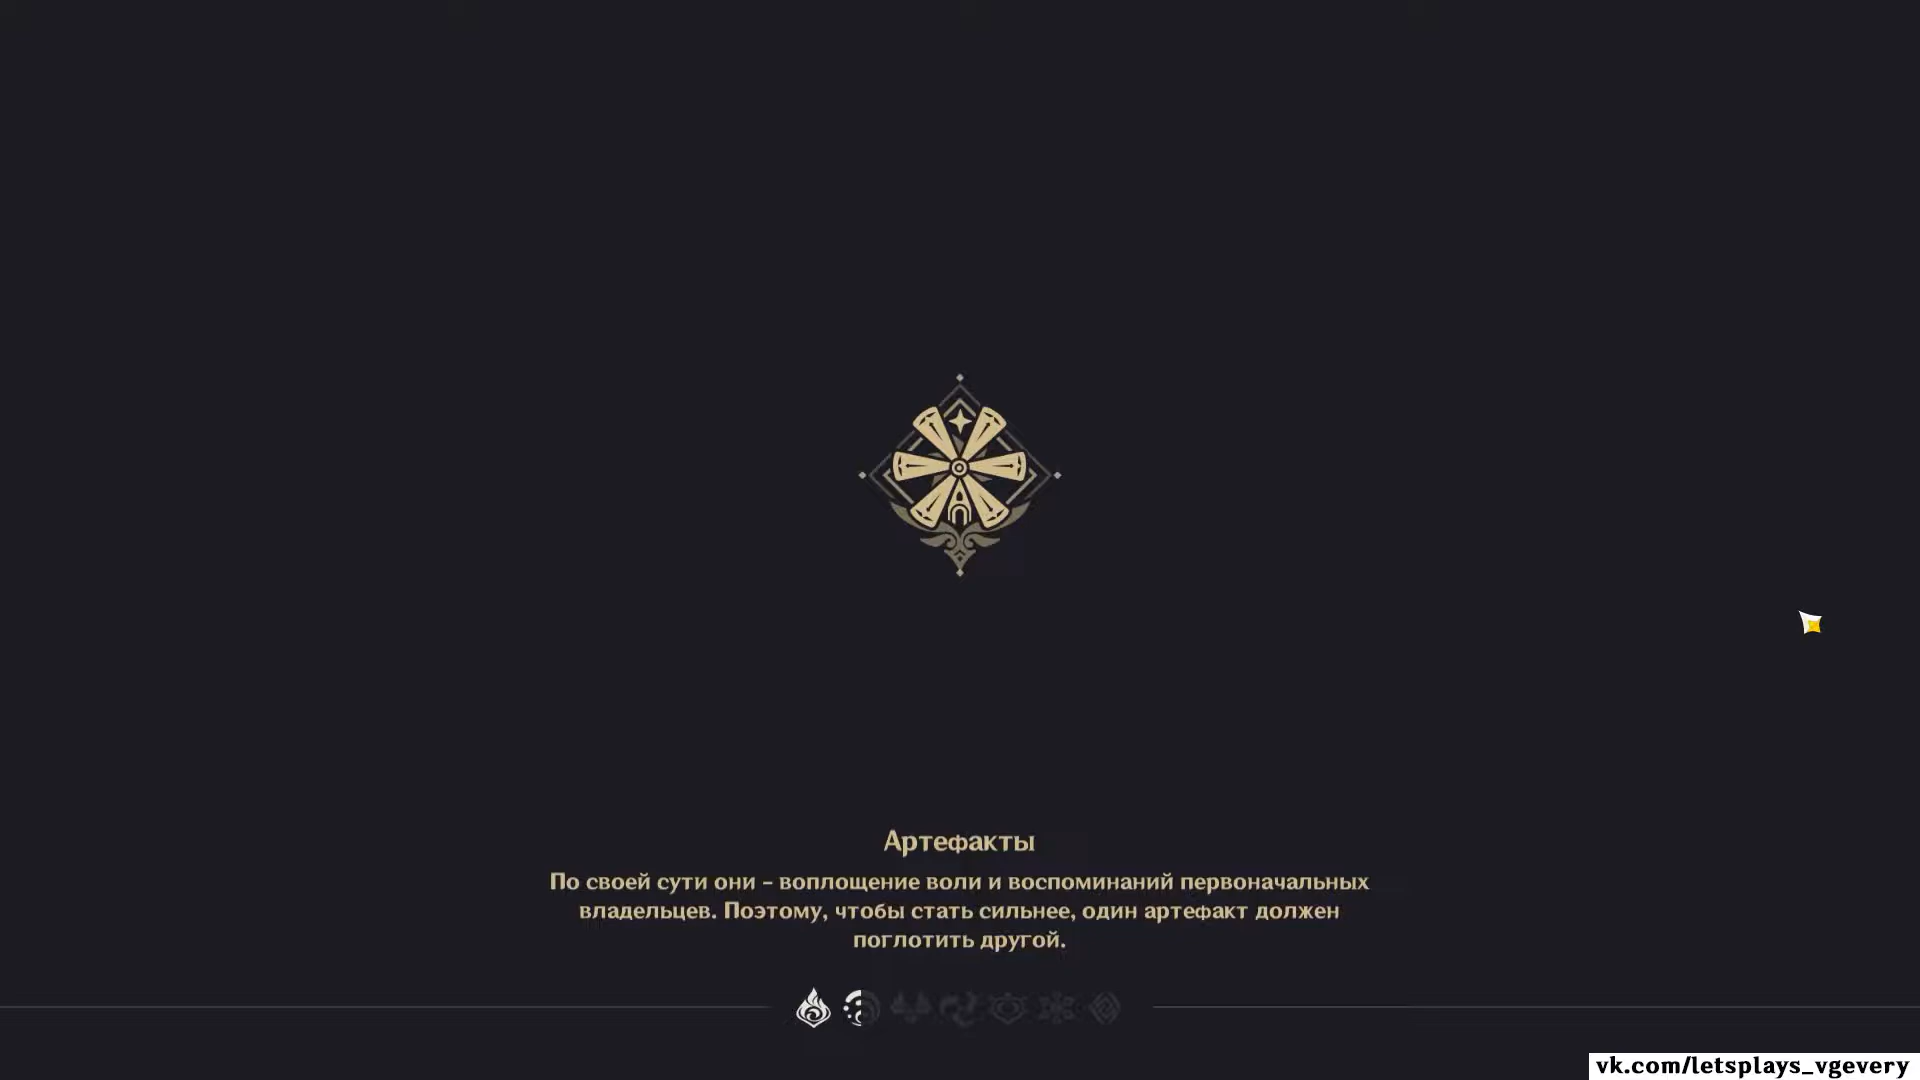 Артефакты
По своей сути они – воплощение воли и воспоминаний первоначальных
владельцев. Поэтому, чтобы стать сильнее, один артефакт должен
поглотить другой.
vk.com/letsplays_vgevery